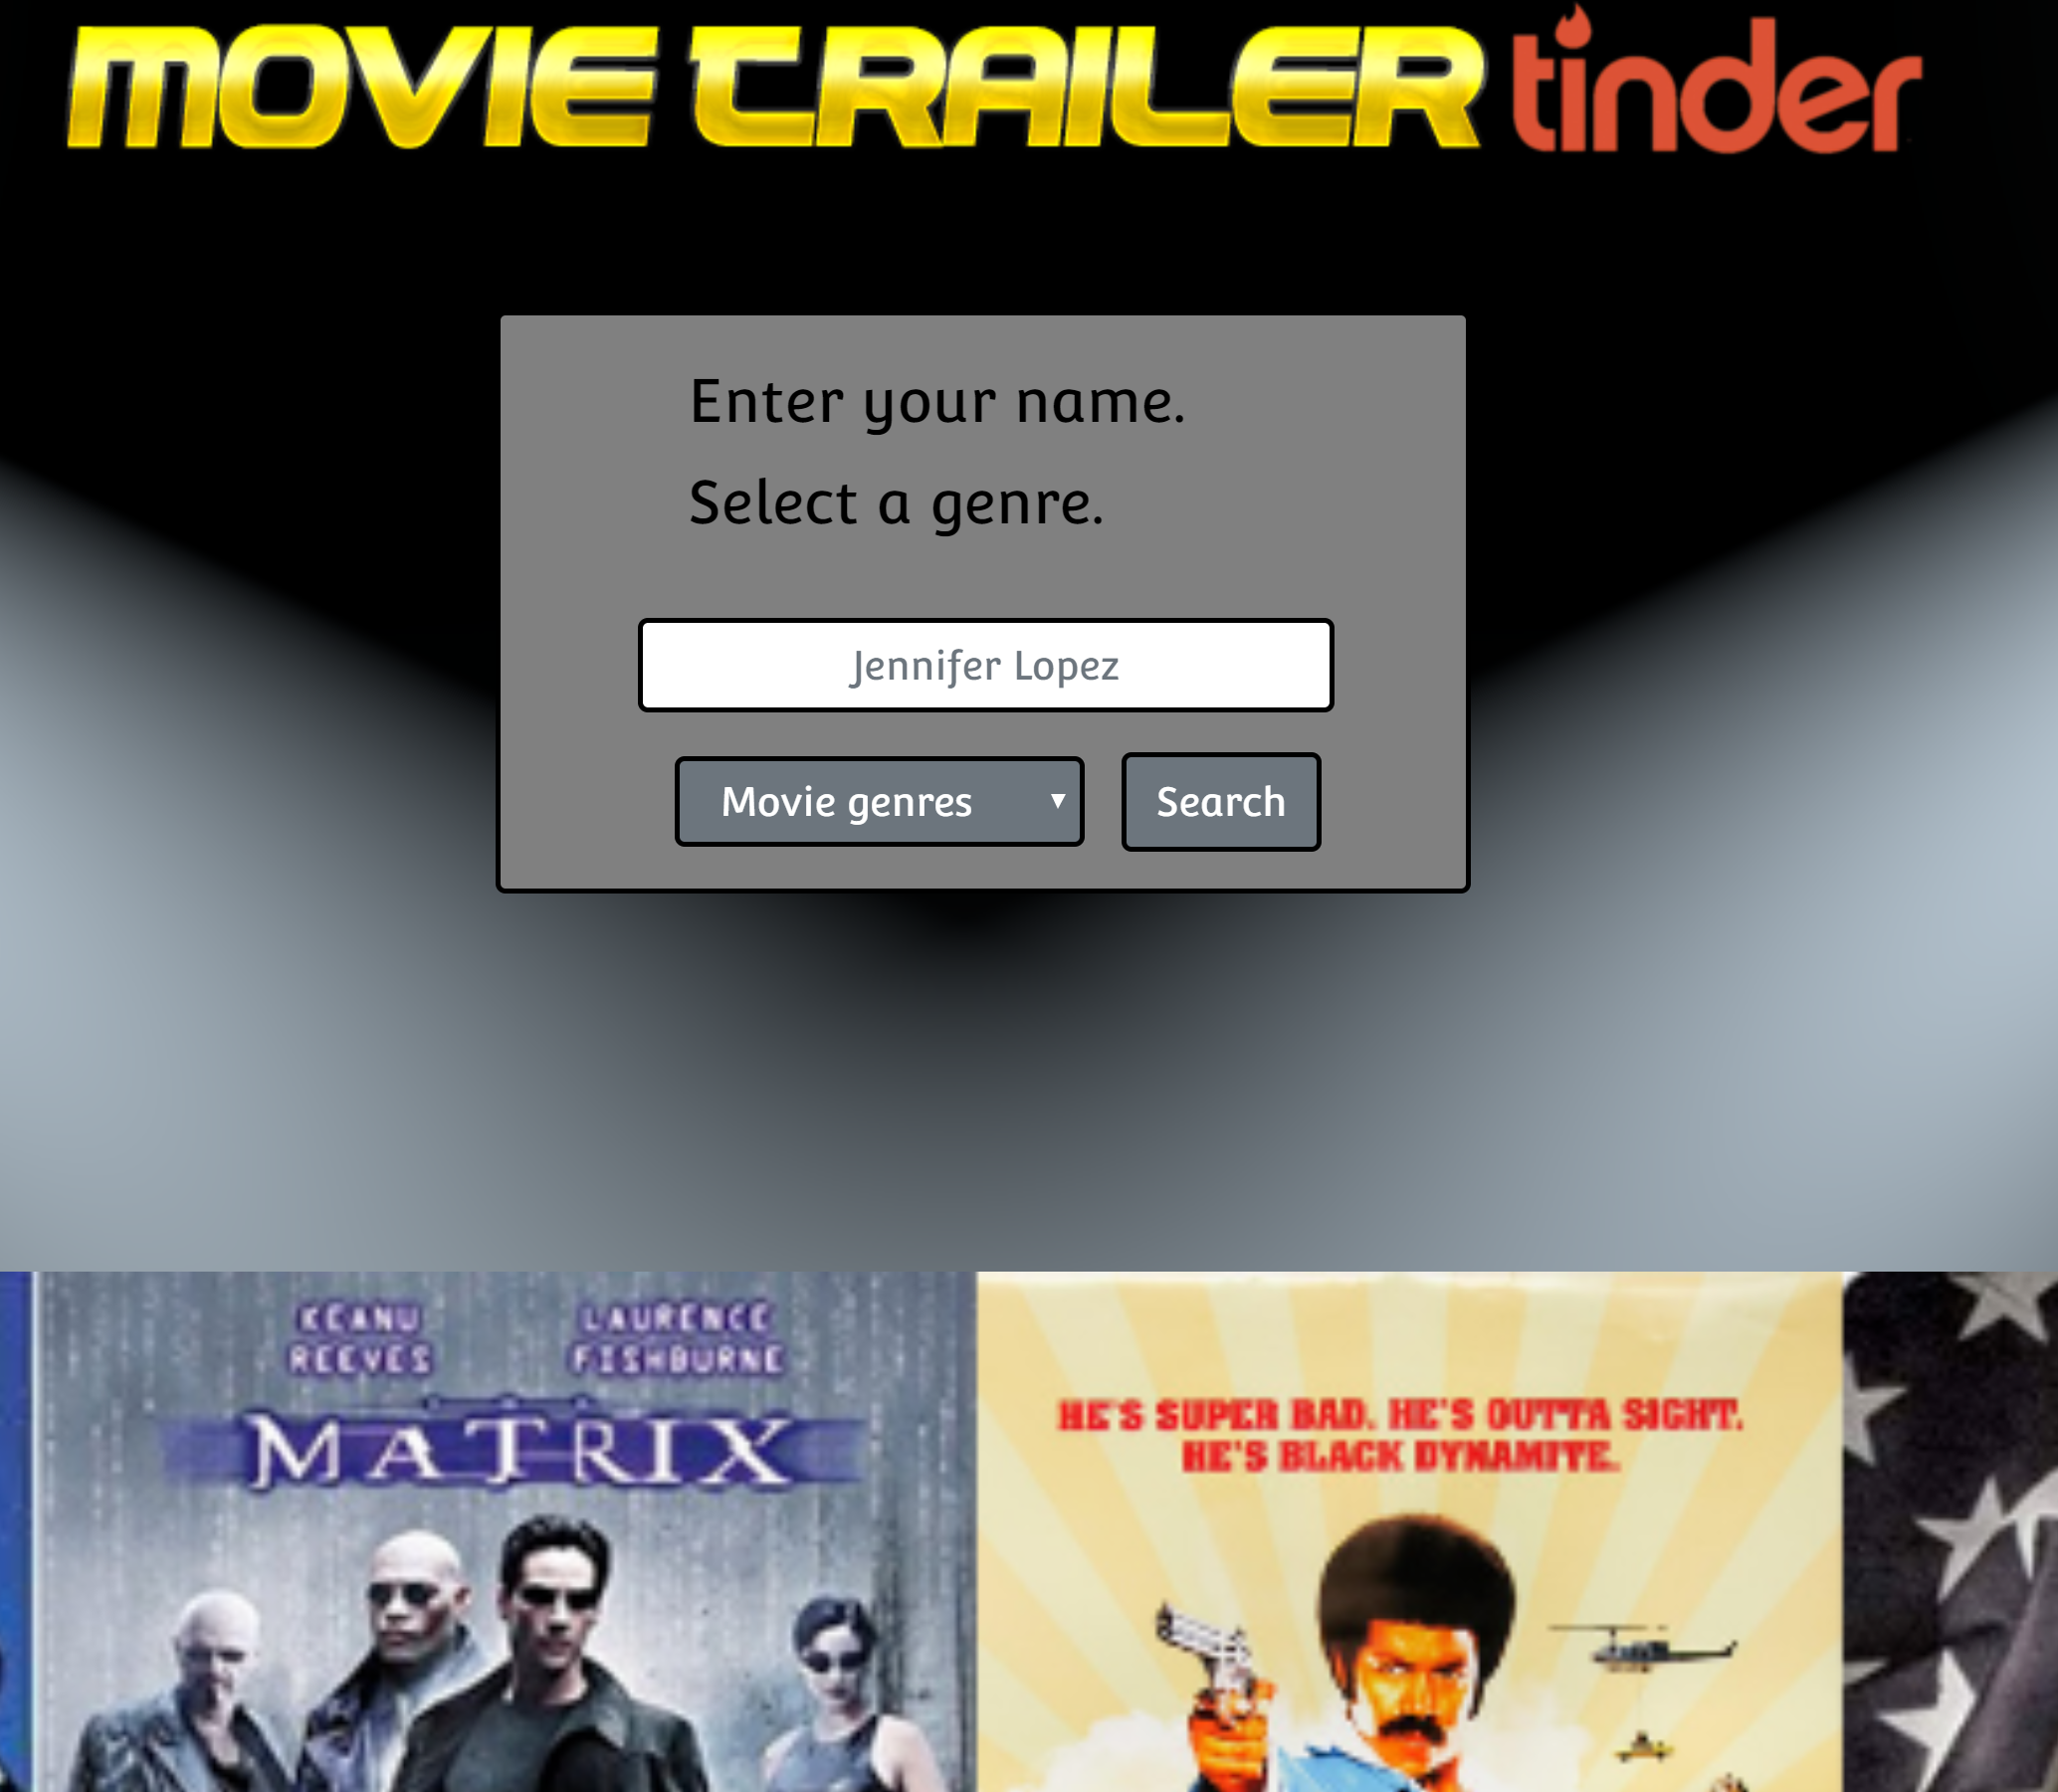 MOVIE TRAILER tinder
Enter your name.
Select a genre.
Jennifer Lopez
Movie genres ▼ Search
KEANU LAURENCE
REEVES FISHBURNE
MATRIX
HE'S SUPER BAD. HE'S OUTTA SIGHT.
HE'S BLACK DYNAMITE.